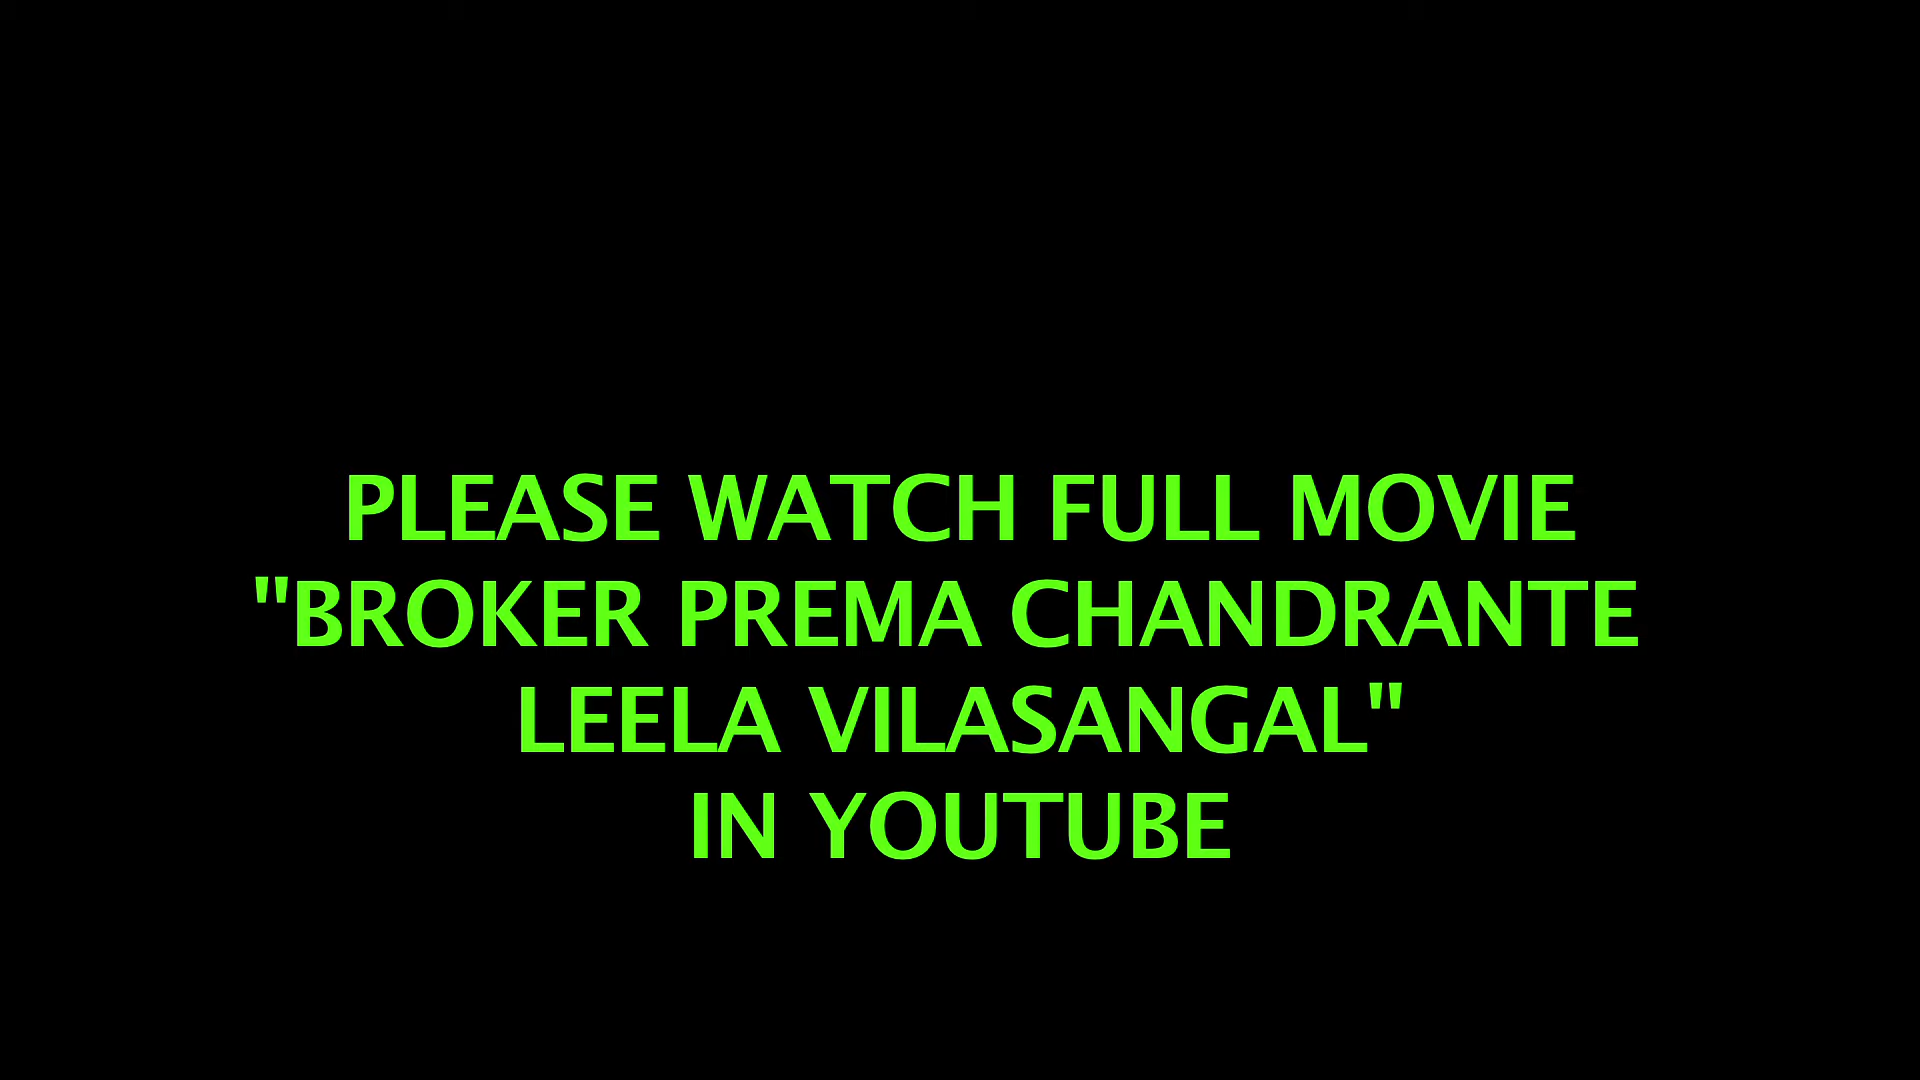 PLEASE WATCH FULL MOVIE
"BROKER PREMA CHANDRANTE
LEELA VILASANGAL"
IN YOUTUBE